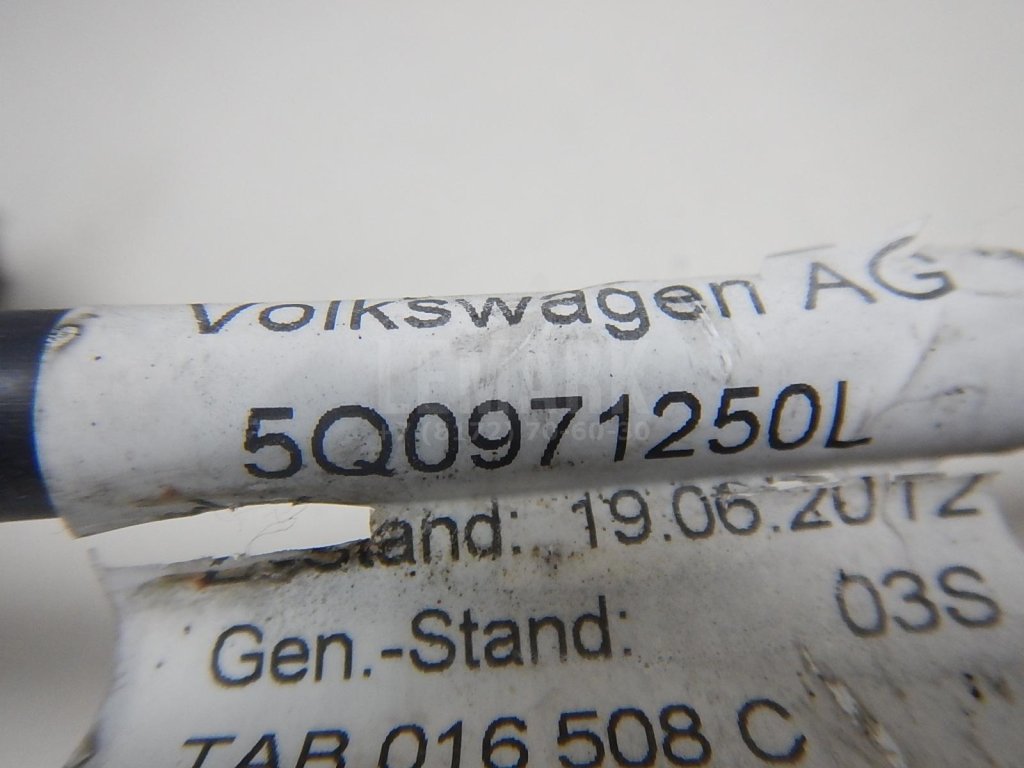 Volkswagen AG
5Q0971250L
Stand: 19.06.2012
Gen.-Stand: 03S
TAB 016 508 C